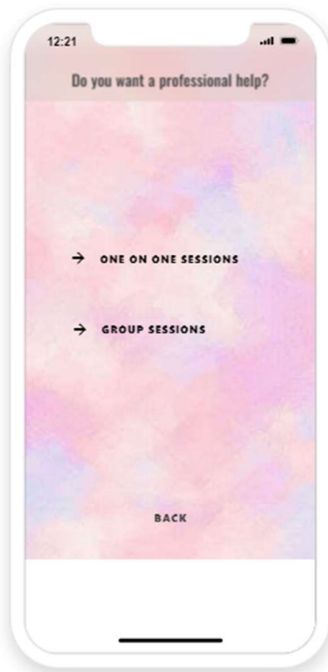 12:21
Do you want a professional help?
→ ONE ON ONE SESSIONS
→ GROUP SESSIONS
BACK